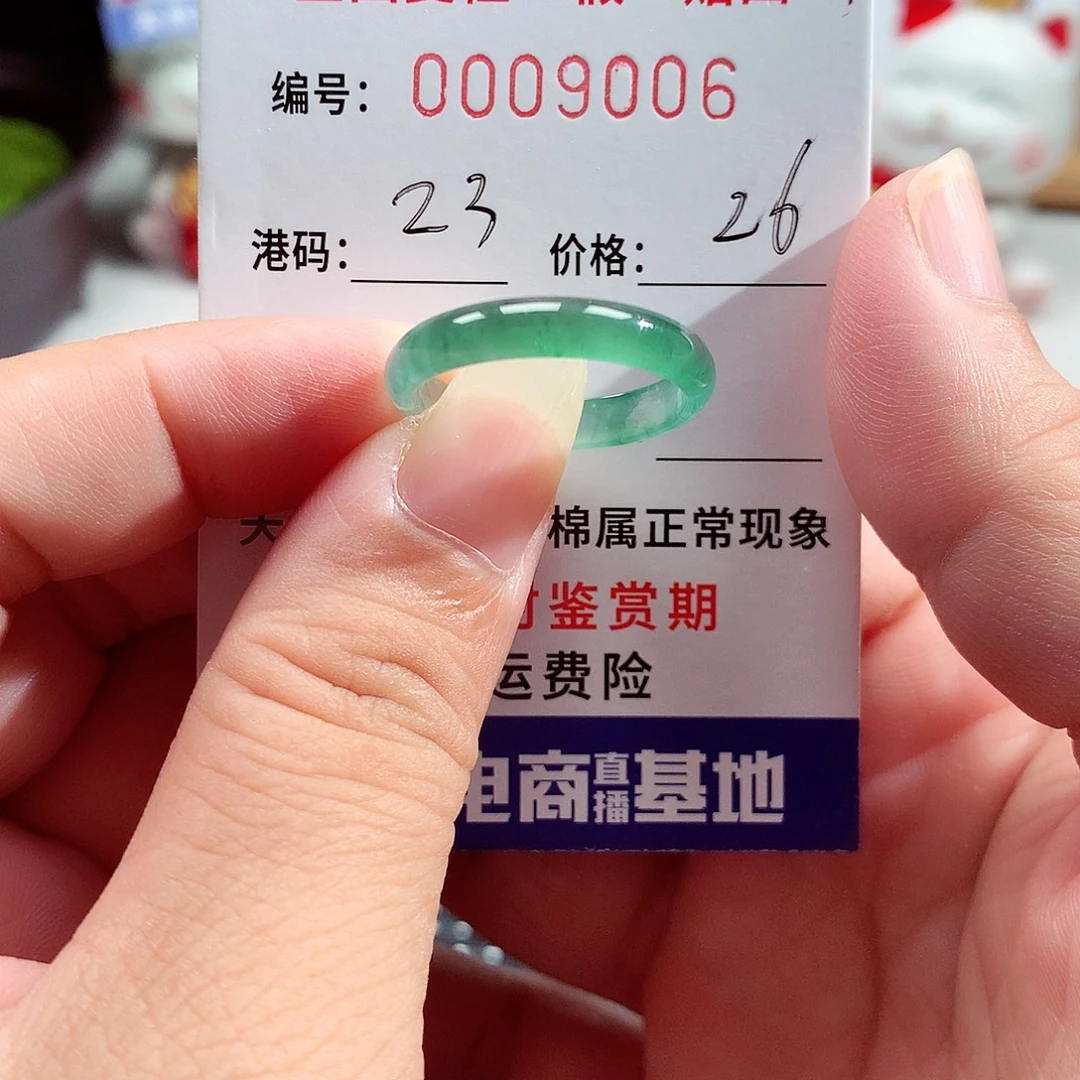 编号: 0009006
港码: 23 价格: 26
棉属正常现象
鉴赏期
运费险
电商直播基地